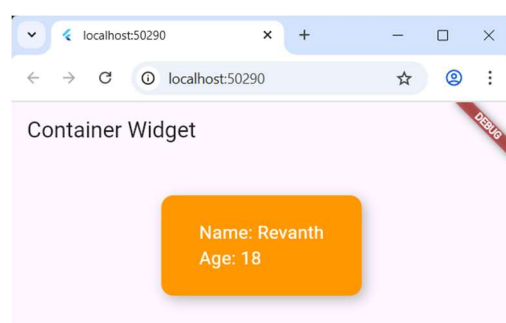 localhost:50290
localhost:50290
DEBUG
Container Widget
Name: Revanth
Age: 18